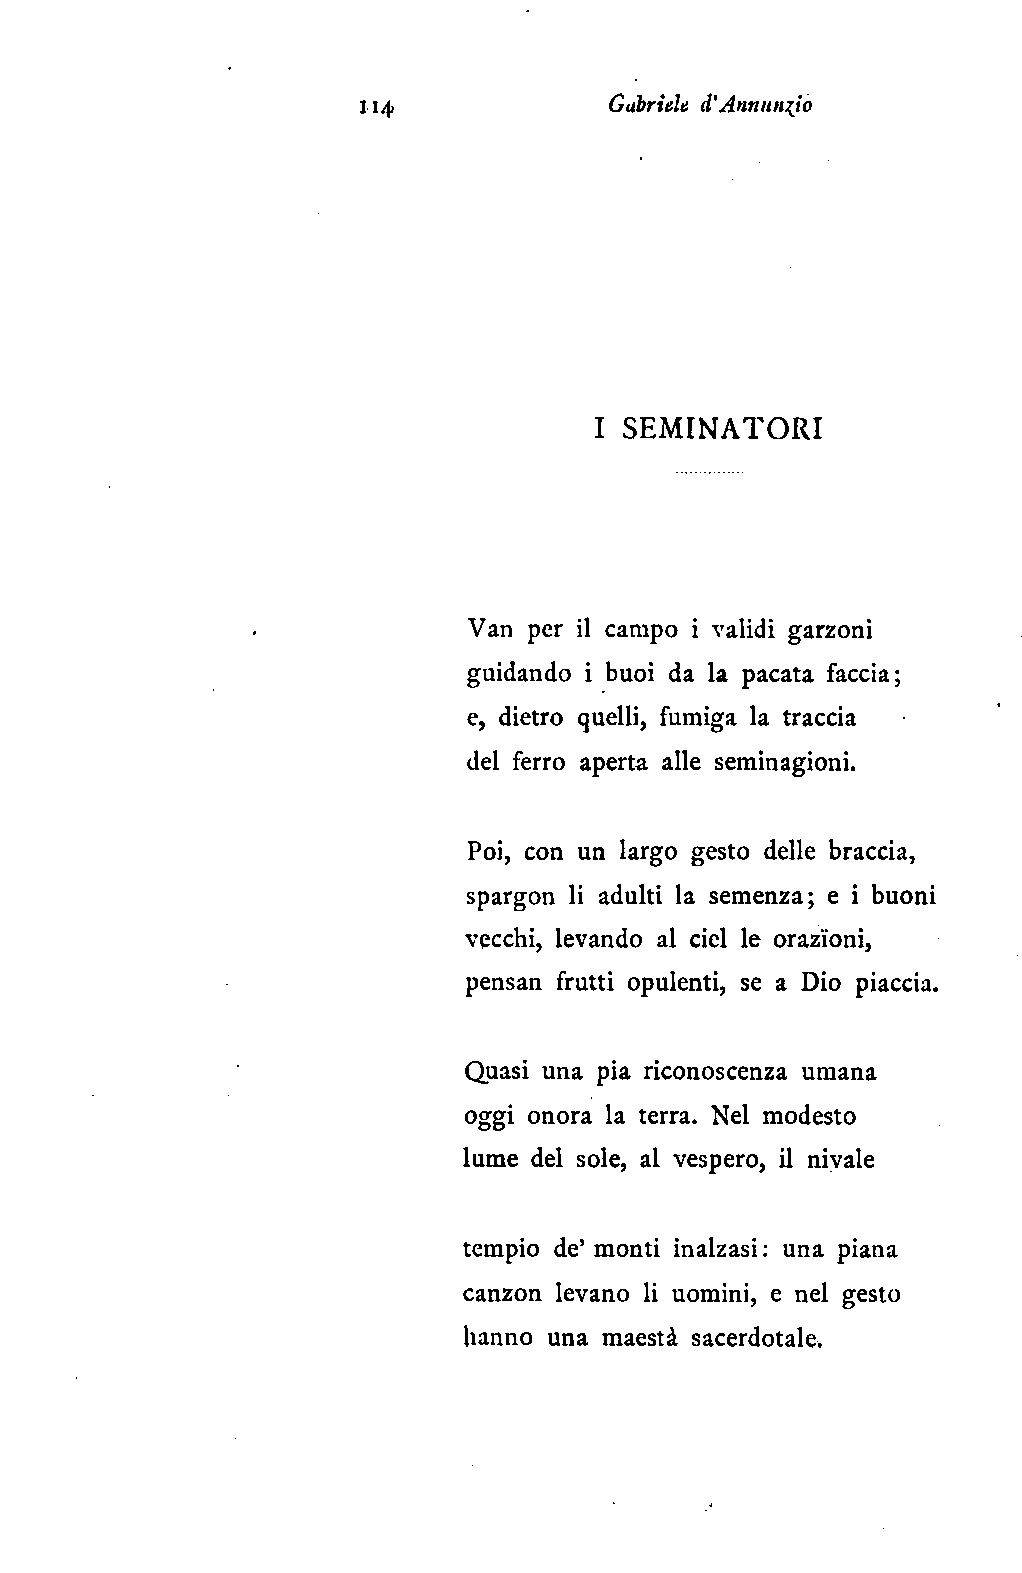 114 Gabriele d'Annunzio
I SEMINATORI
Van per il campo i validi garzoni
guidando i buoi da la pacata faccia;
e, dietro quelli, fumiga la traccia
del ferro aperta alle seminagioni.
Poi, con un largo gesto delle braccia,
spargon li adulti la semenza; e i buoni
vecchi, levando al ciel le orazïoni,
pensan frutti opulenti, se a Dio piaccia.
Quasi una pia riconoscenza umana
oggi onora la terra. Nel modesto
lume del sole, al vespero, il nivale
tempio de' monti inalzasi: una piana
canzon levano li uomini, e nel gesto
hanno una maestà sacerdotale.